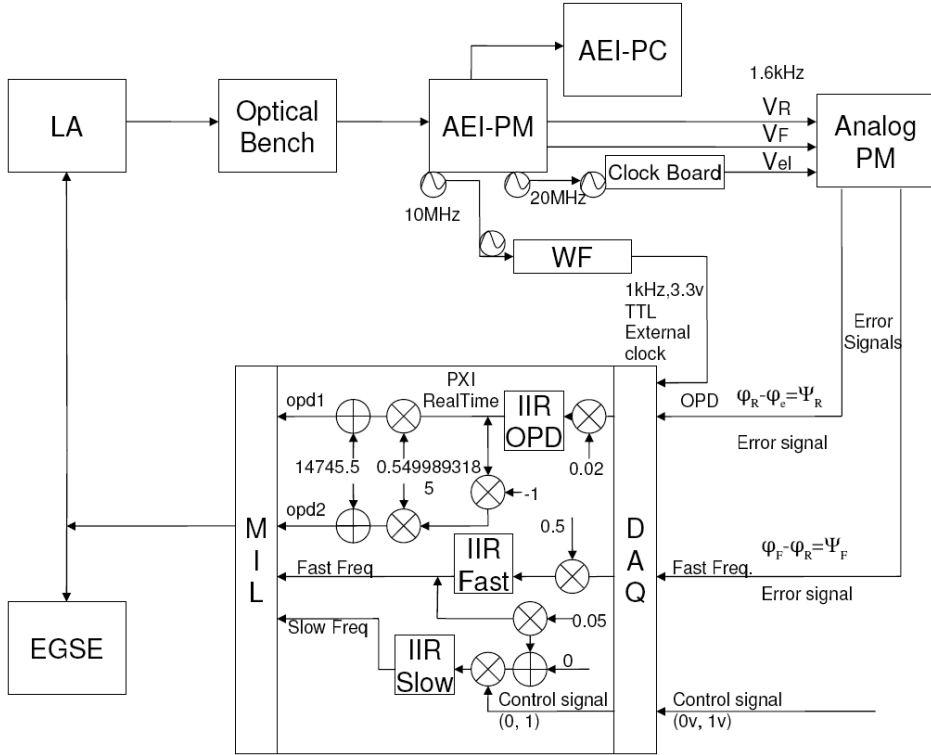 AEI-PC
LA
Optical
Bench
AEI-PM
1.6kHz
VR
VF
Vel
Analog
PM
10MHz
20MHz
Clock Board
WF
1kHz,3.3v
TTL
External
clock
Error
Signals
PXI
RealTime
opd1
IIR
OPD
OPD
φR-φe=ΨR
Error signal
0.02
14745.5
0.549989318
5
-1
opd2
0.5
M
I
L
D
A
Q
IIR
Fast
Fast Freq
Fast Freq.
φF-φR=ΨF
Error signal
0.05
Slow Freq
IIR
Slow
0
Control signal
(0, 1)
Control signal
(0v, 1v)
EGSE